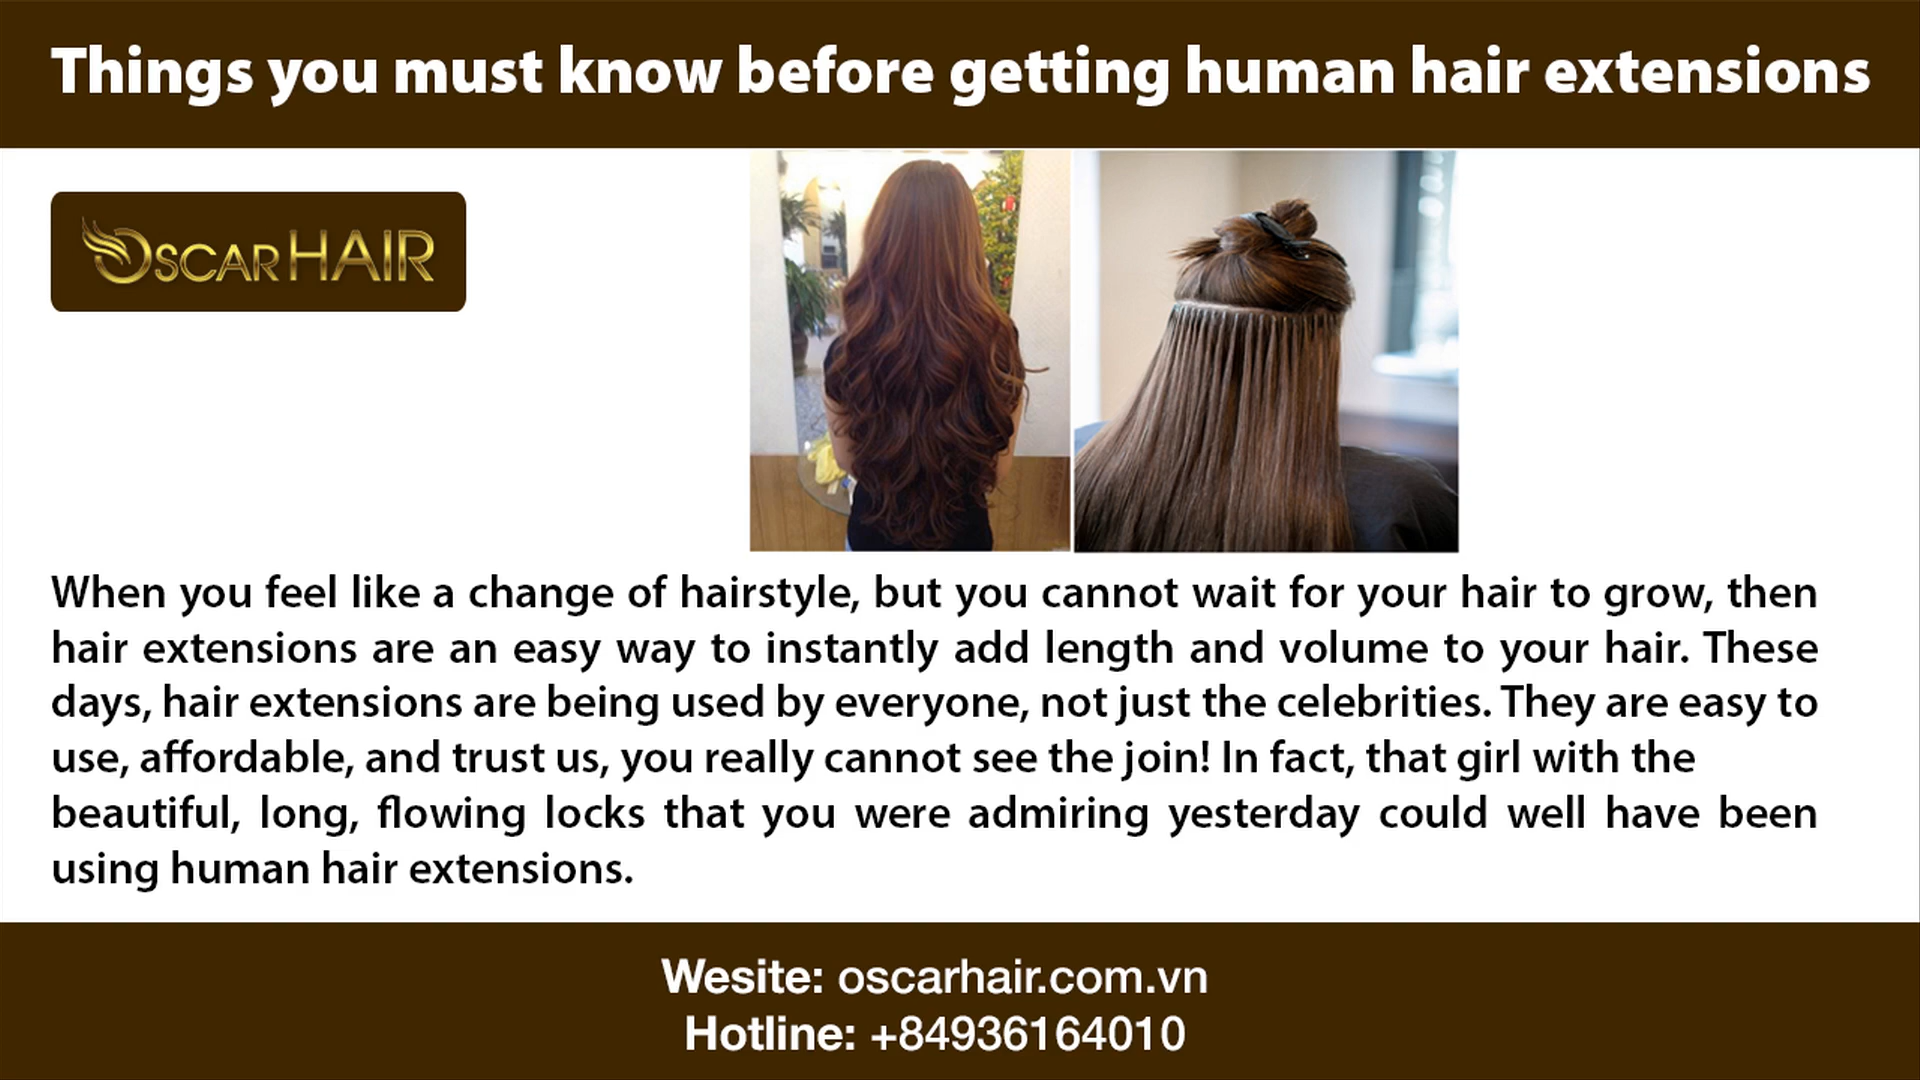 Things you must know before getting human hair extensions
OSCAR HAIR
When you feel like a change of hairstyle, but you cannot wait for your hair to grow, then
hair extensions are an easy way to instantly add length and volume to your hair. These
days, hair extensions are being used by everyone, not just the celebrities. They are easy to
use, affordable, and trust us, you really cannot see the join! In fact, that girl with the
beautiful, long, flowing locks that you were admiring yesterday could well have been
using human hair extensions.
Wesite: oscarhair.com.vn
Hotline: +84936164010